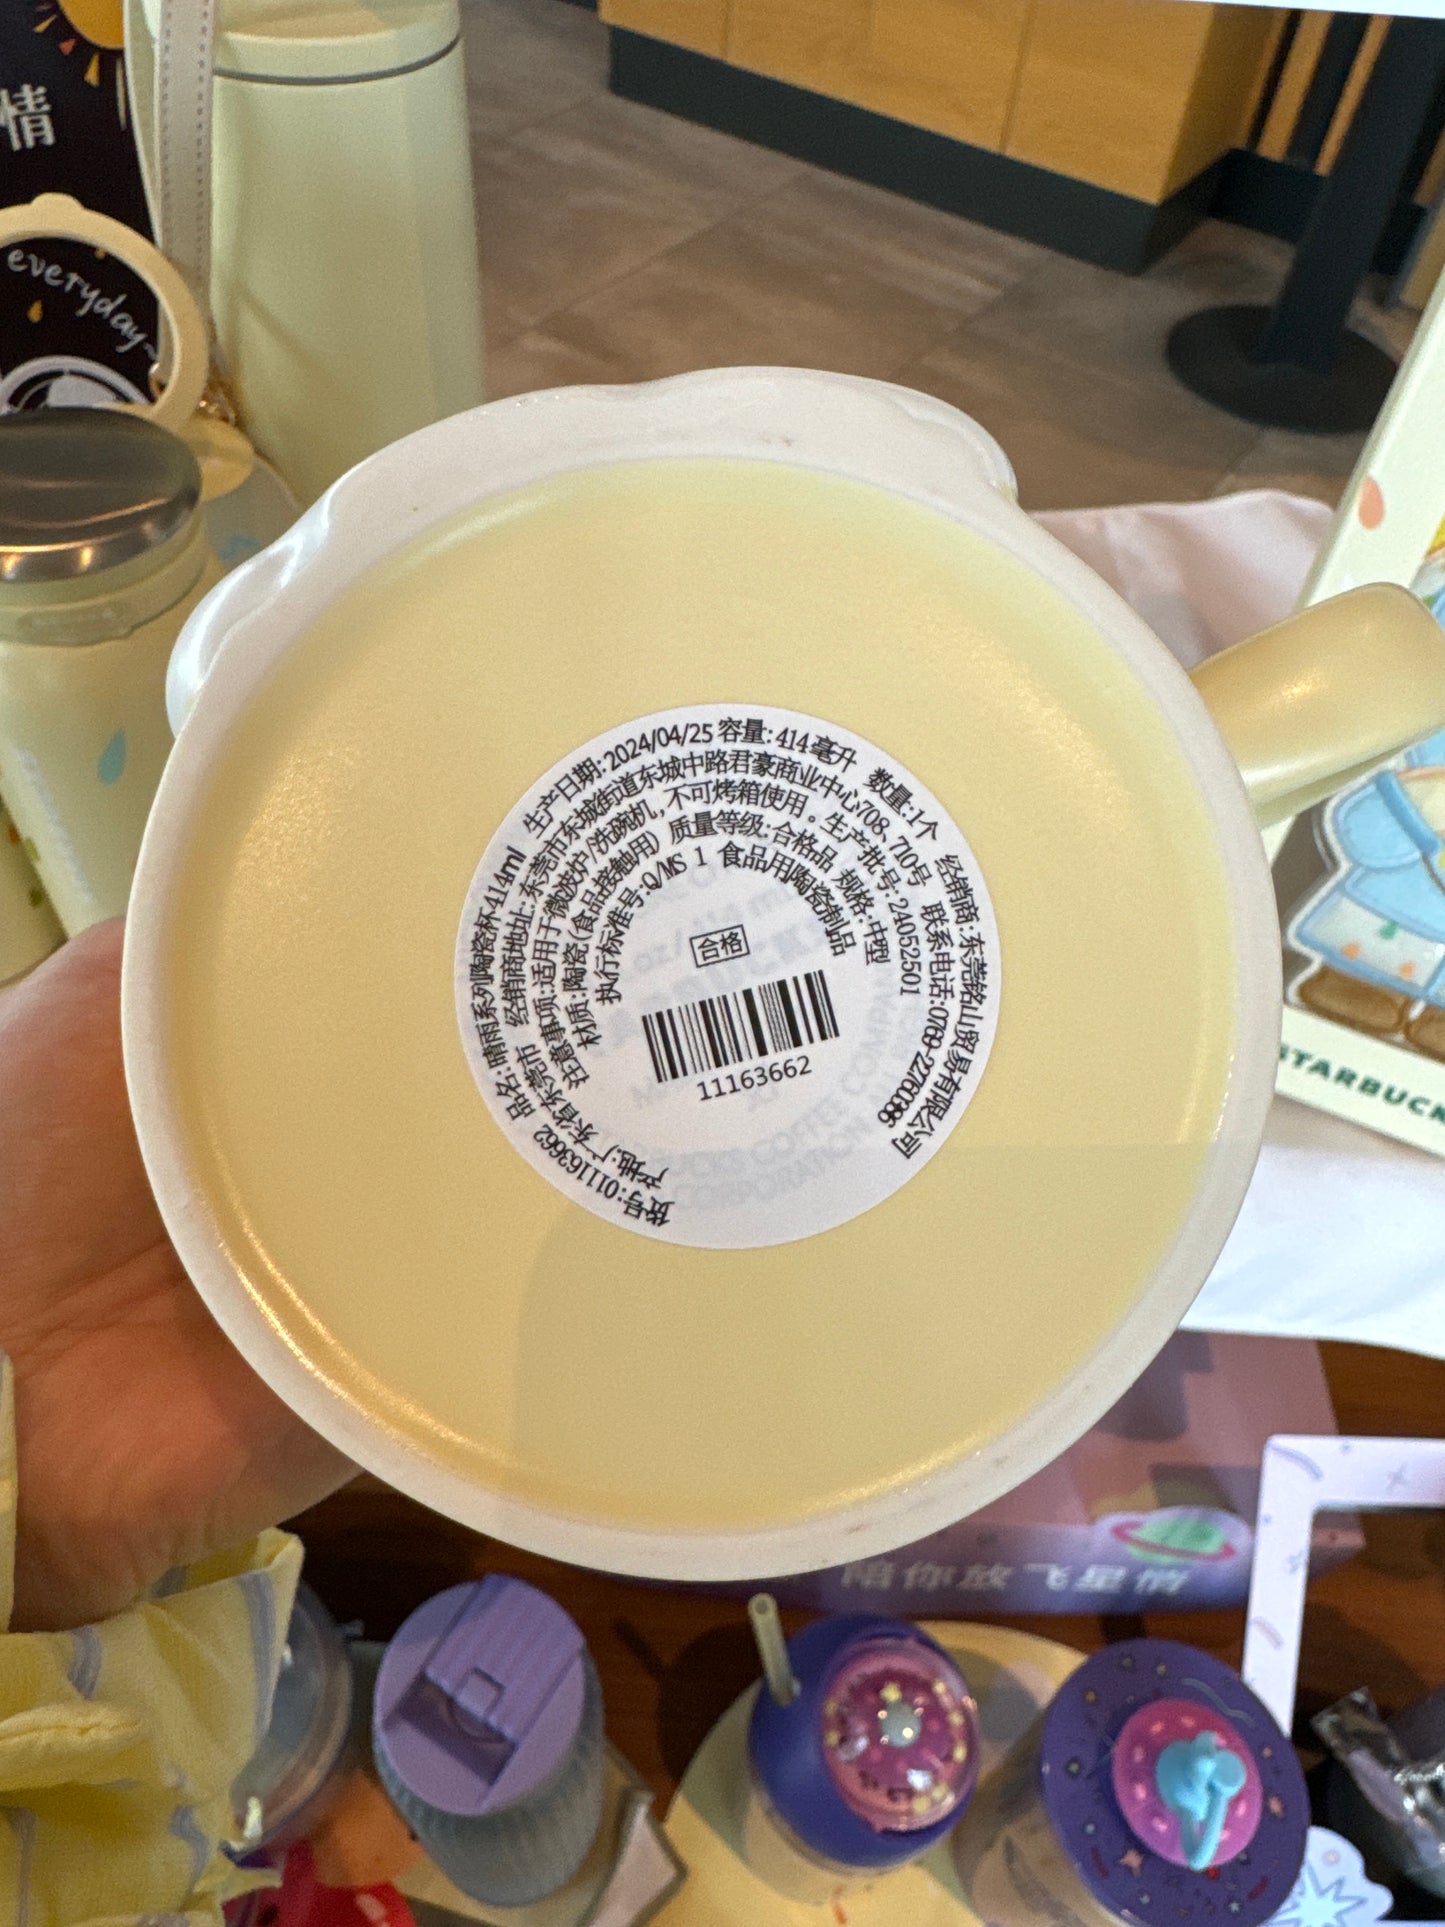 情
everyday~
货号:011163662 品名:晴雨系列陶瓷杯414ml 生产日期:2024/04/25 容量:414毫升 数量:1个 经销商:东莞铭山贸易有限公司
产地:广东省东莞市 经销商地址:东莞市东城街道东城中路君豪商业中心708、710号 联系电话:0769-22760386
注意事项:适用于微波炉/洗碗机,不可烤箱使用。生产批号:24052501
材质:陶瓷(食品接触用) 质量等级:合格品 规格:中型
执行标准号:Q/MS 1 食品用陶瓷制品
合格
11163662
STARBUCK
陪你放飞星情